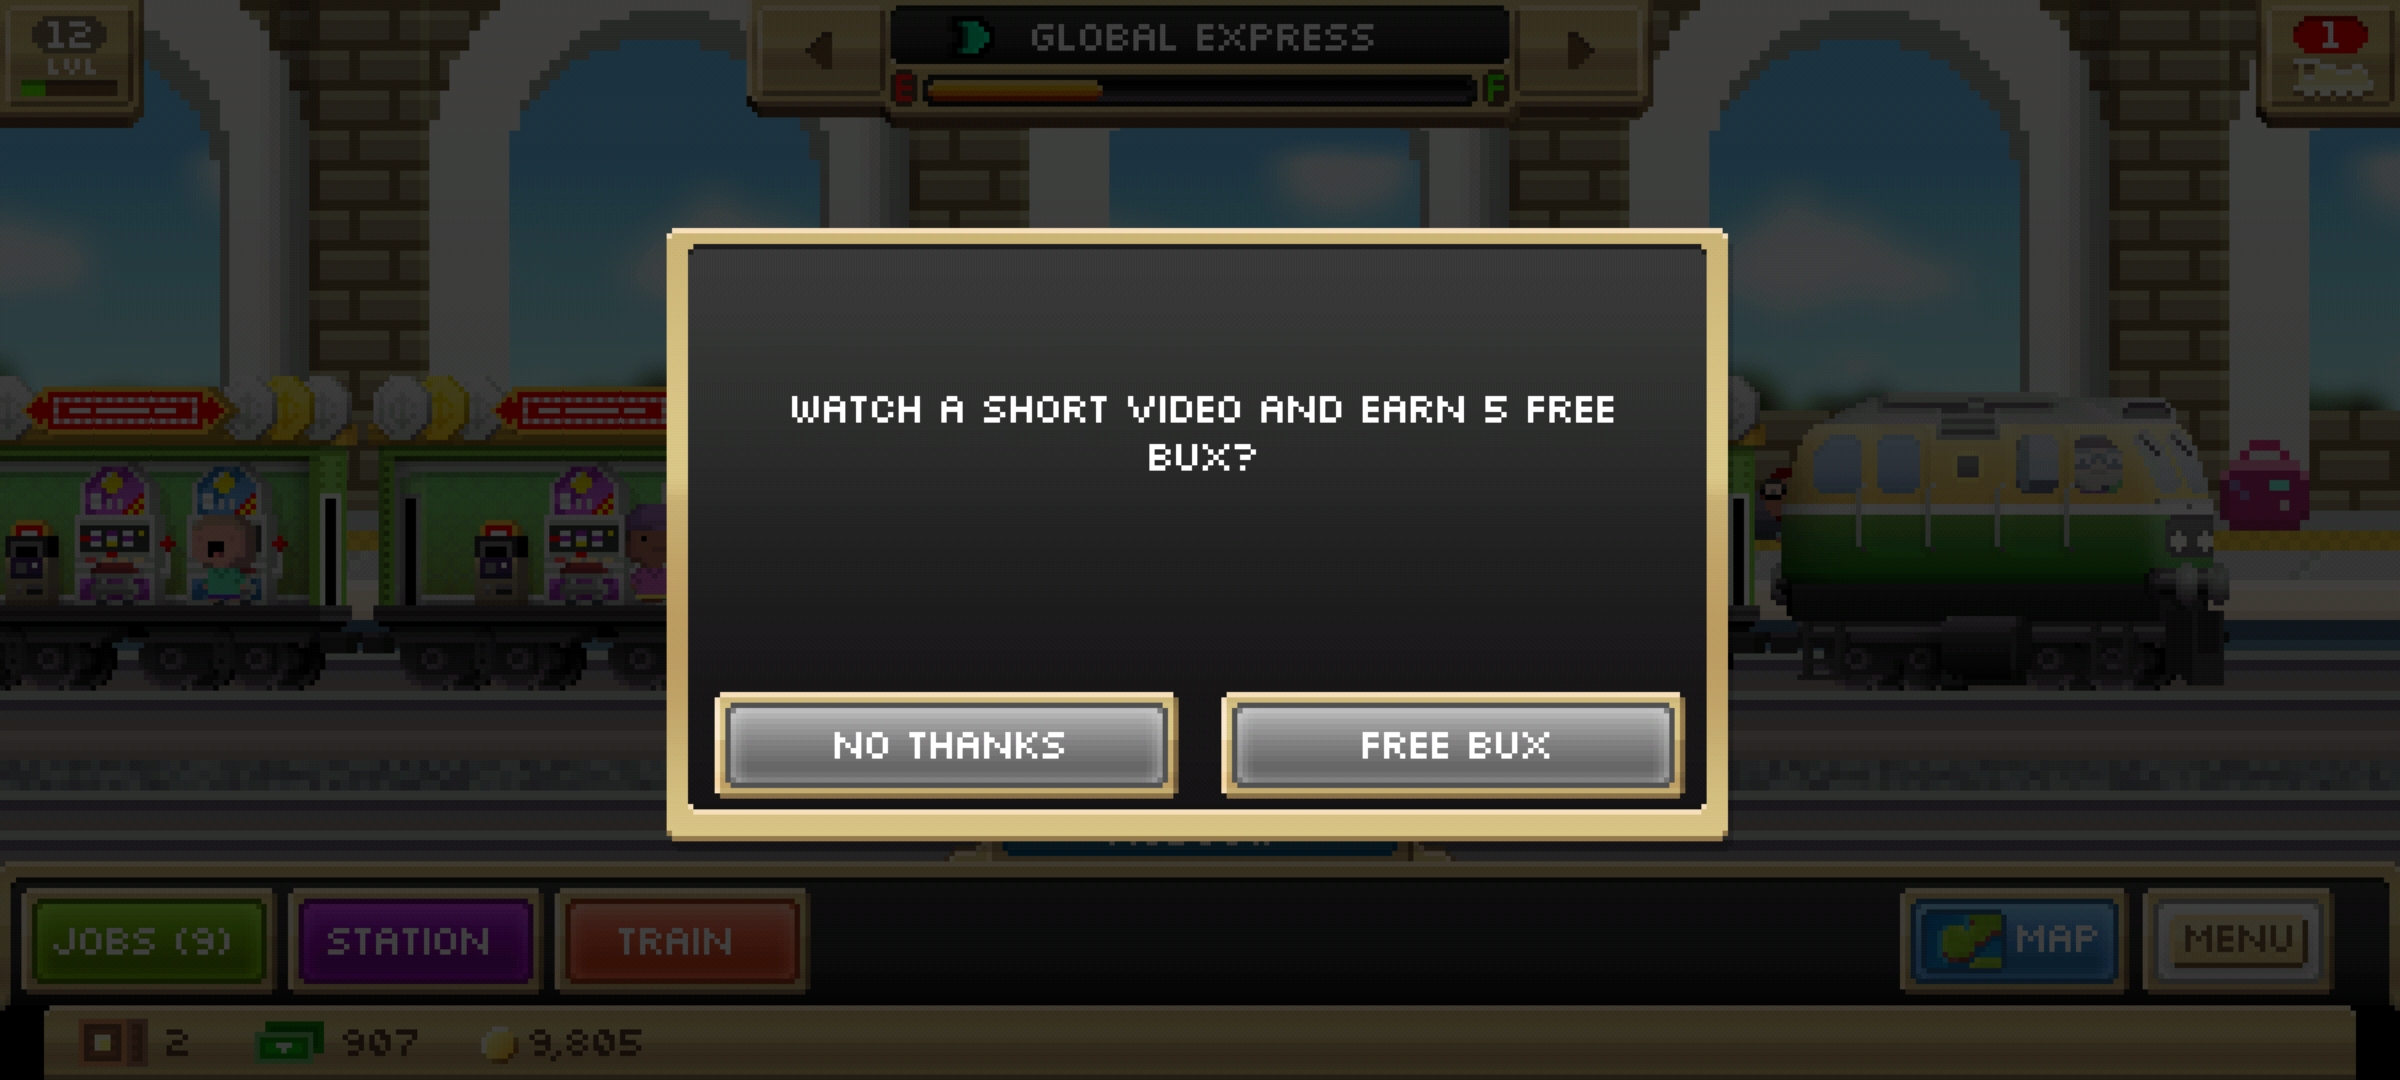 12
LVL
GLOBAL EXPRESS
E F
1
WATCH A SHORT VIDEO AND EARN 5 FREE
BUX?
NO THANKS
FREE BUX
JOBS (9)
STATION
TRAIN
MAP
MENU
2
907
9,805